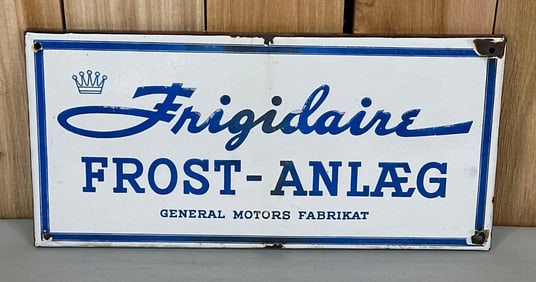 Frigidaire
FROST-ANLÆG
GENERAL MOTORS FABRIKAT